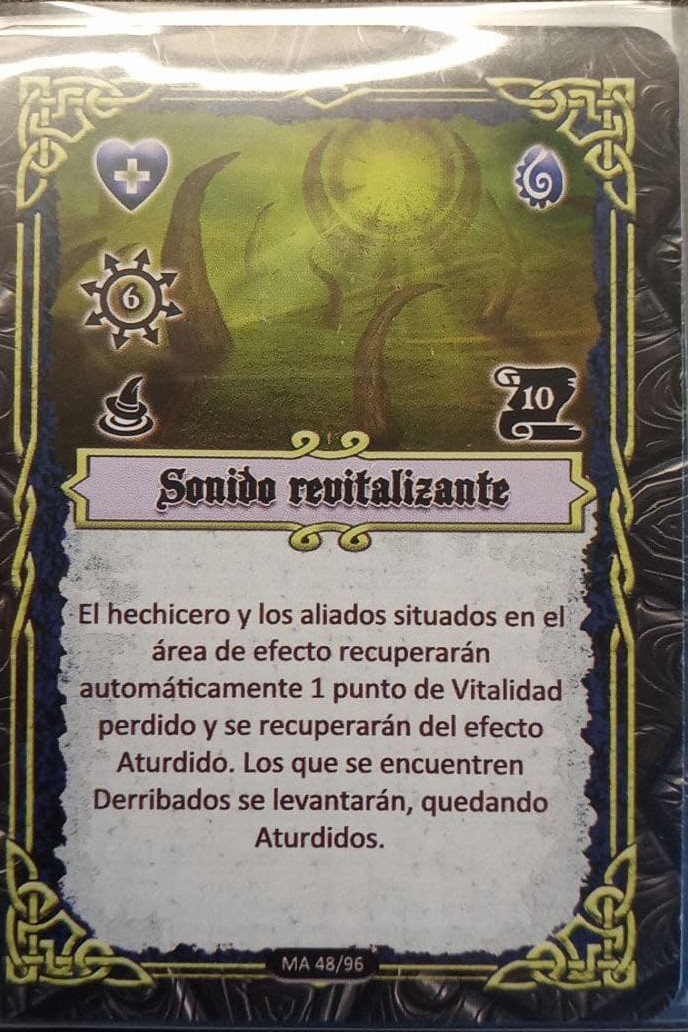 6
10
Sonido revitalizante
El hechicero y los aliados situados en el
área de efecto recuperarán
automáticamente 1 punto de Vitalidad
perdido y se recuperarán del efecto
Aturdido. Los que se encuentren
Derribados se levantarán, quedando
Aturdidos.
MA 48/96